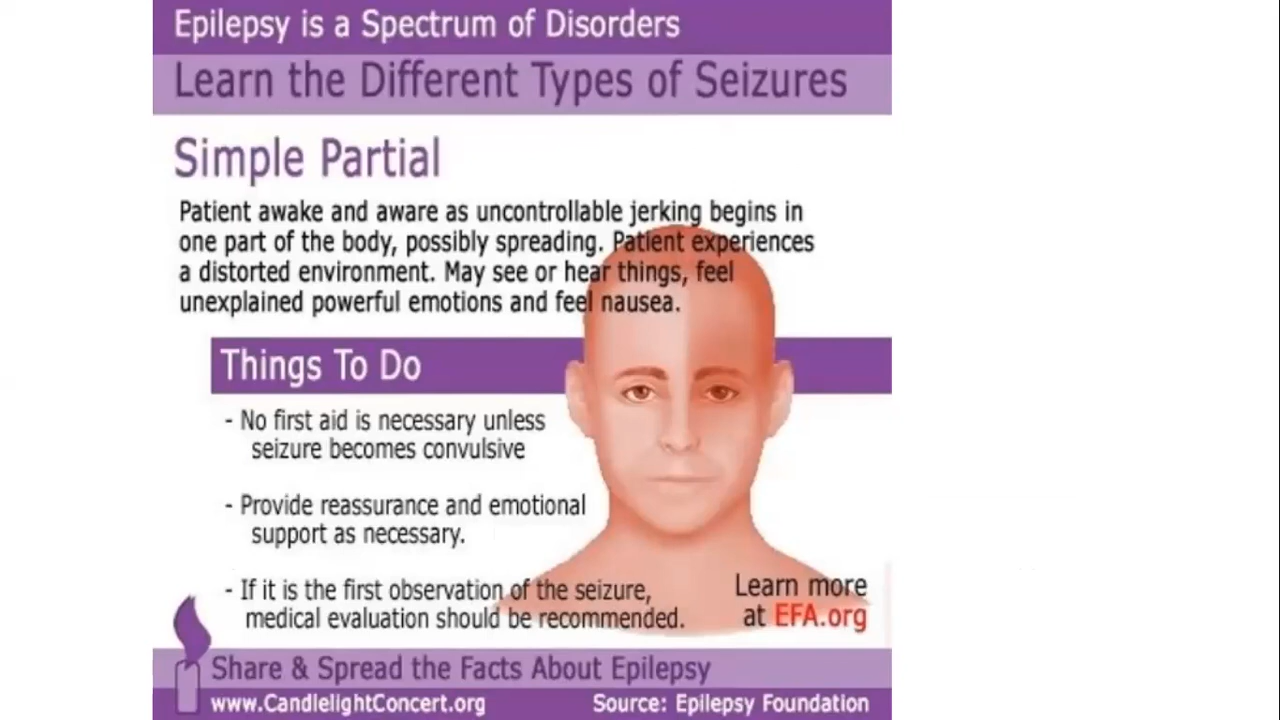 Epilepsy is a Spectrum of Disorders
Learn the Different Types of Seizures
Simple Partial
Patient awake and aware as uncontrollable jerking begins in
one part of the body, possibly spreading. Patient experiences
a distorted environment. May see or hear things, feel
unexplained powerful emotions and feel nausea.
Things To Do
- No first aid is necessary unless
seizure becomes convulsive
- Provide reassurance and emotional
support as necessary.
- If it is the first observation of the seizure,
medical evaluation should be recommended.
Learn more
at EFA.org
Share & Spread the Facts About Epilepsy
www.CandlelightConcert.org
Source: Epilepsy Foundation